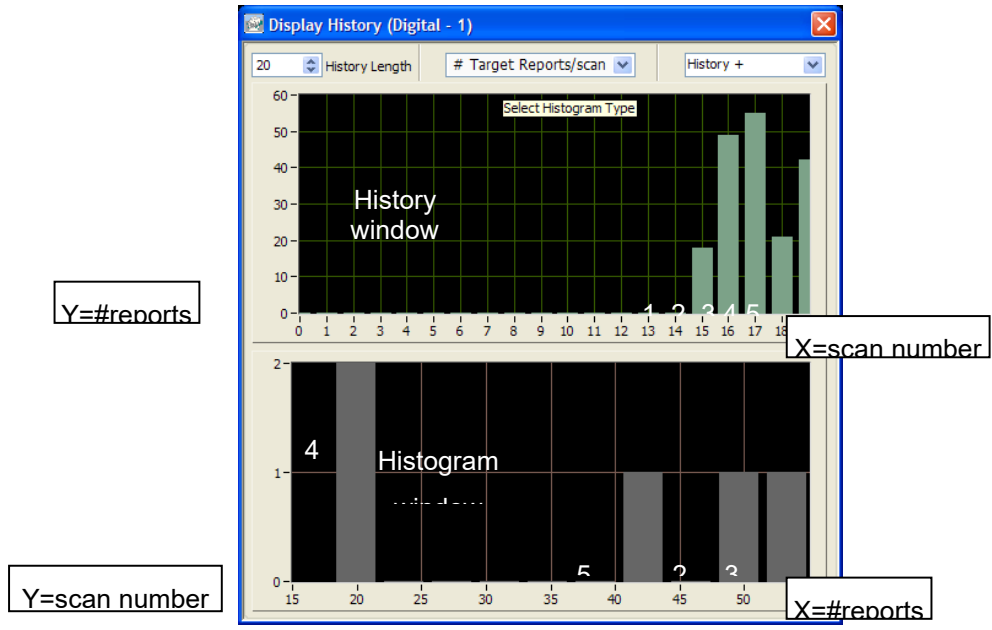 Display History (Digital - 1)
20 History Length # Target Reports/scan History +
60
Select Histogram Type
50
40
30
20
10
0
History
window
1 2 3 4 5
0 1 2 3 4 5 6 7 8 9 10 11 12 13 14 15 16 17 18
Y=#reports
X=scan number
2
1
0
4
Histogram
window
5 2 3
15 20 25 30 35 40 45 50
Y=scan number
X=#reports